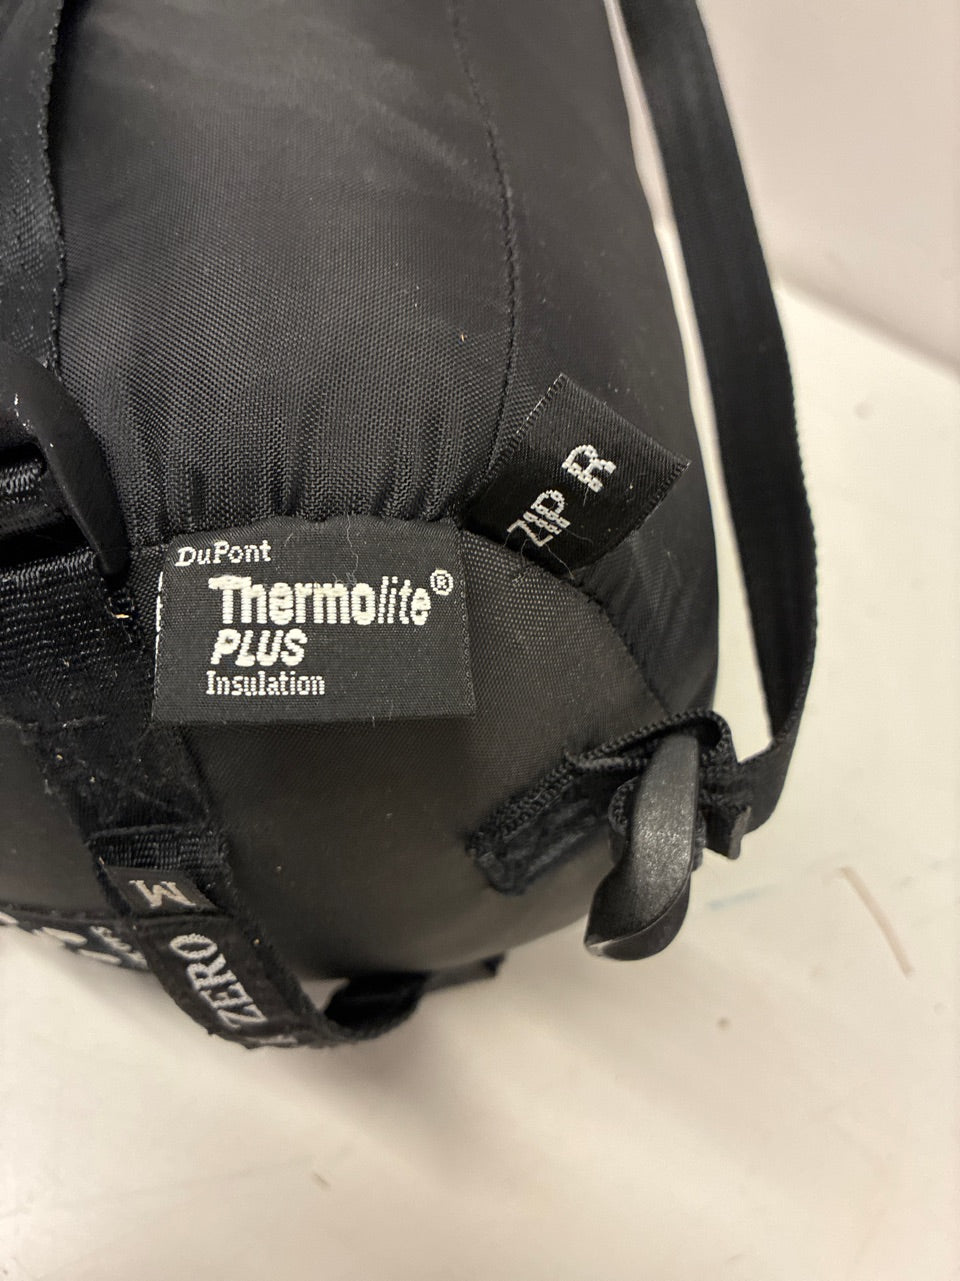 ZIP R
DuPont
Thermolite®
PLUS
Insulation
M
ZERO